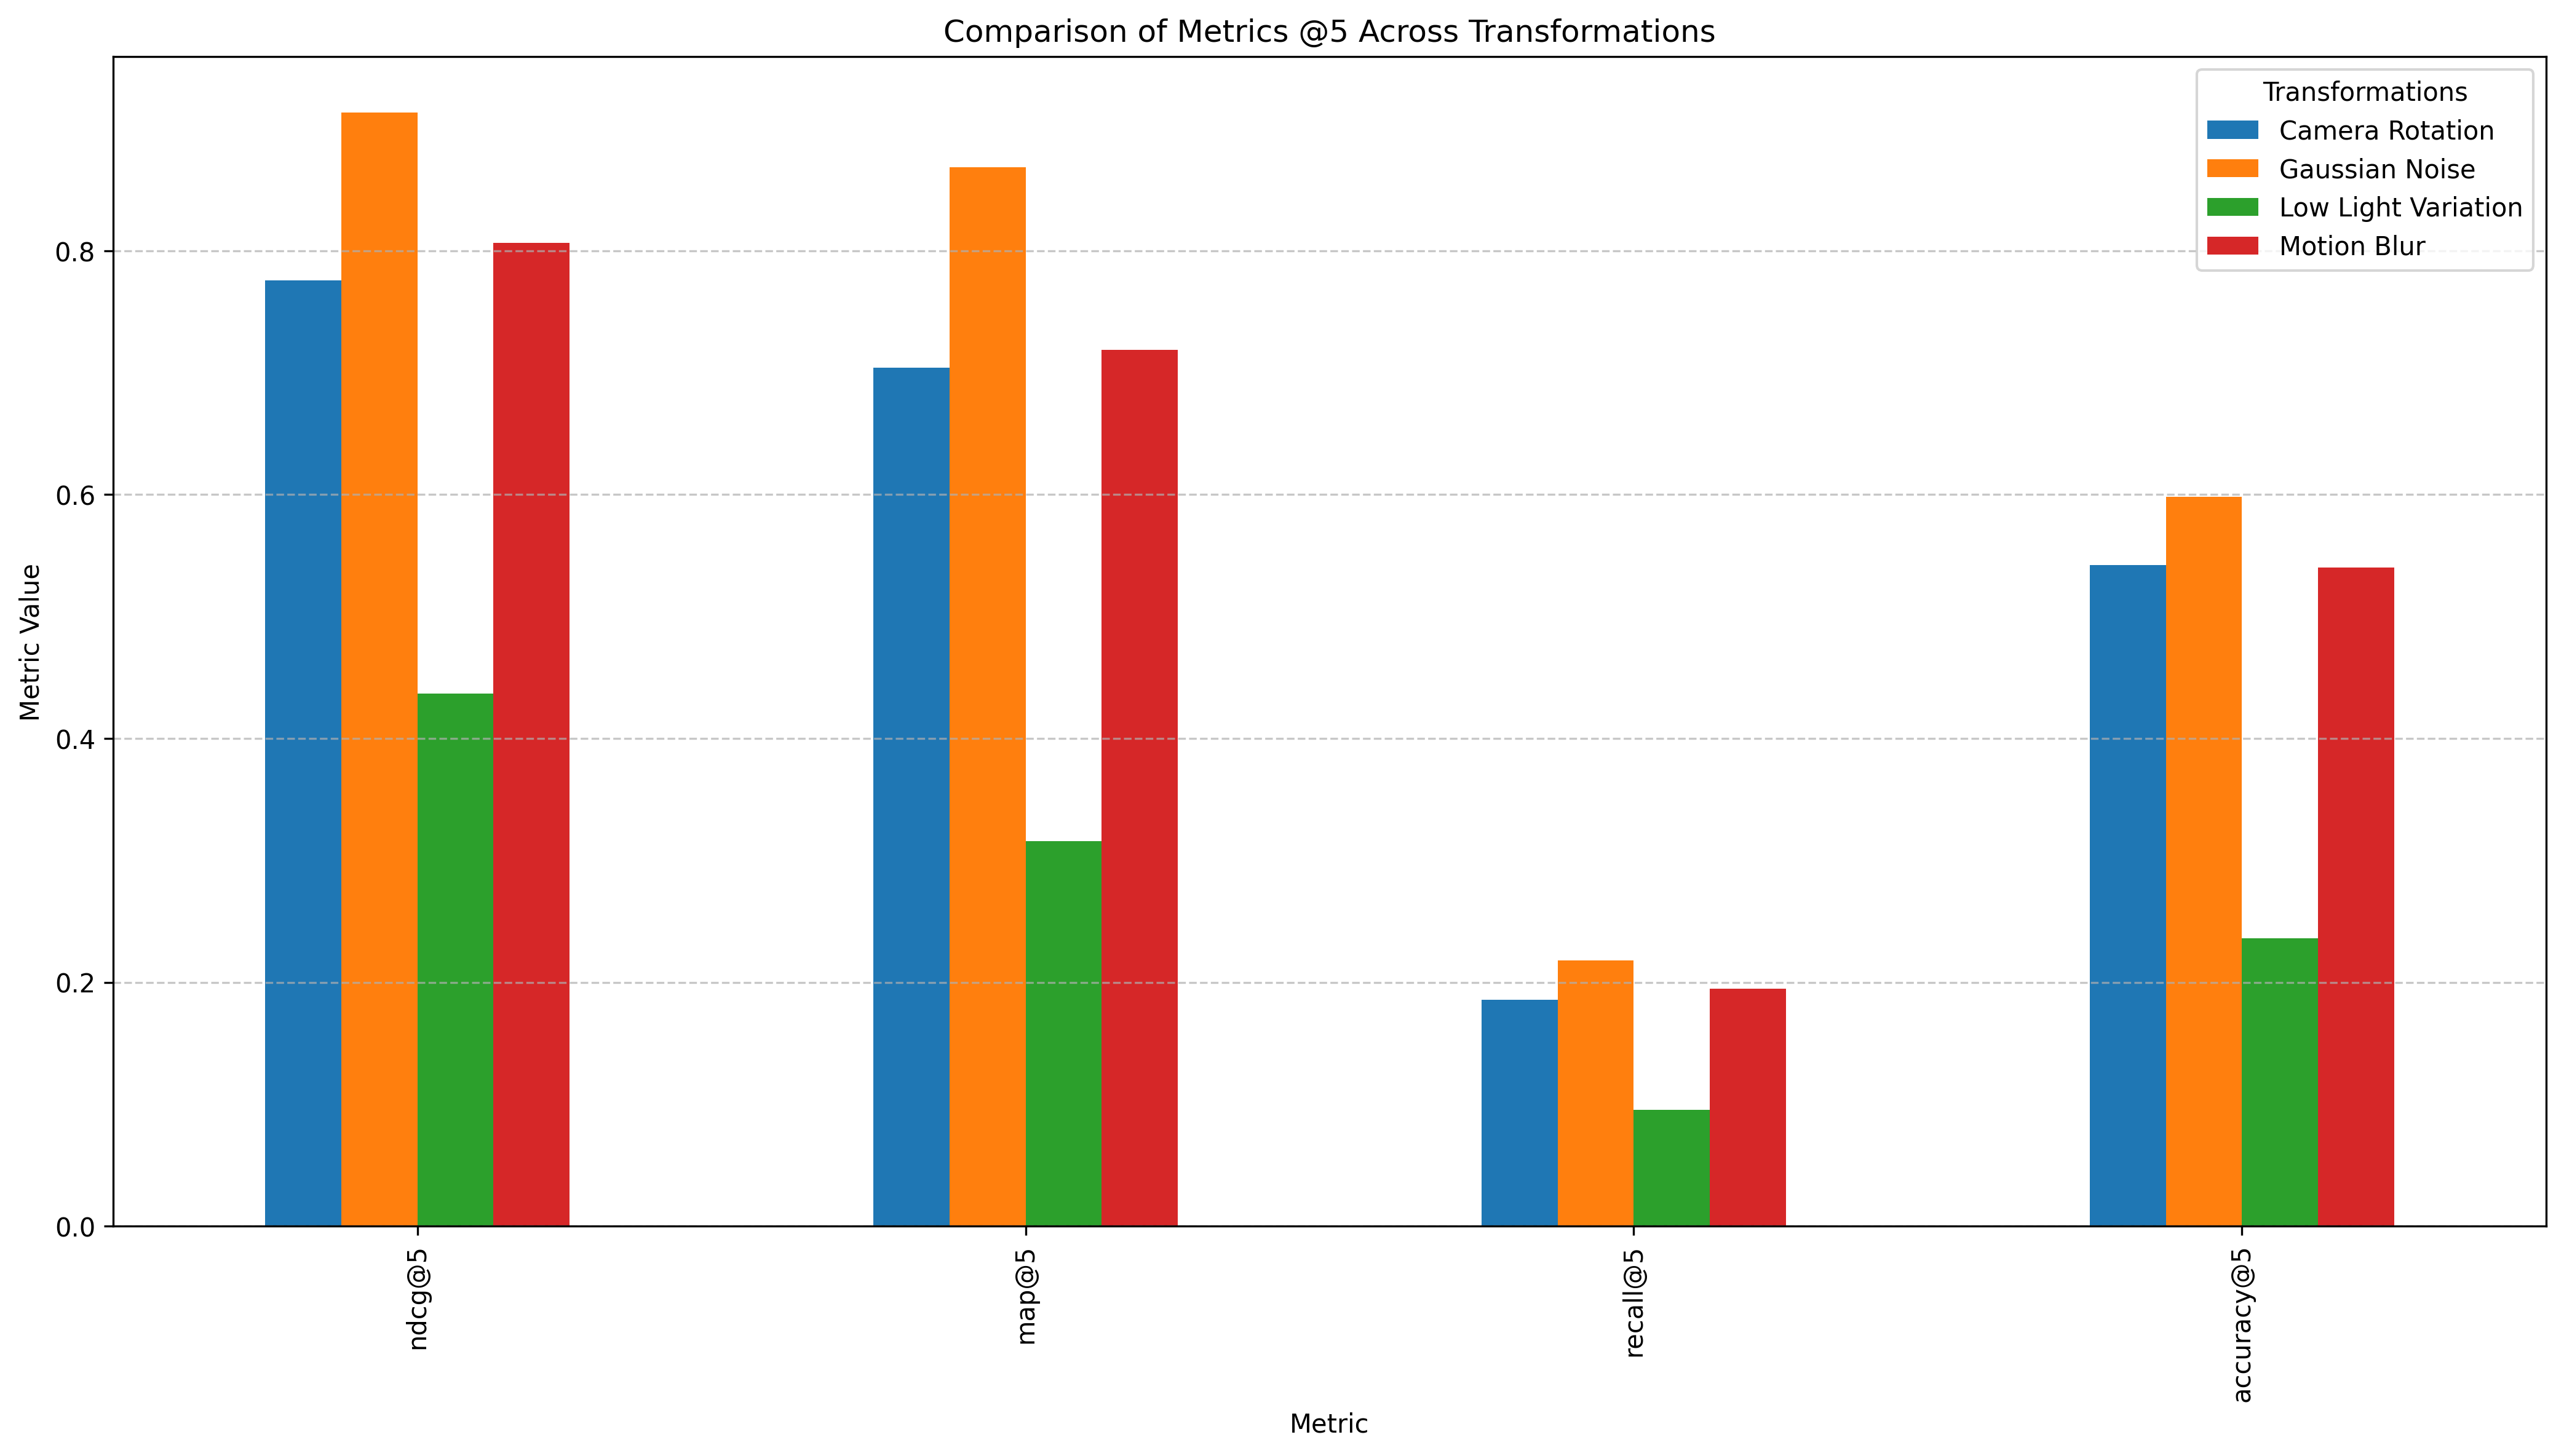 Comparison of Metrics @5 Across Transformations
Transformations
Camera Rotation
Gaussian Noise
Low Light Variation
Motion Blur
Metric Value
0.8
0.6
0.4
0.2
0.0
ndcg@5
map@5
recall@5
accuracy@5
Metric